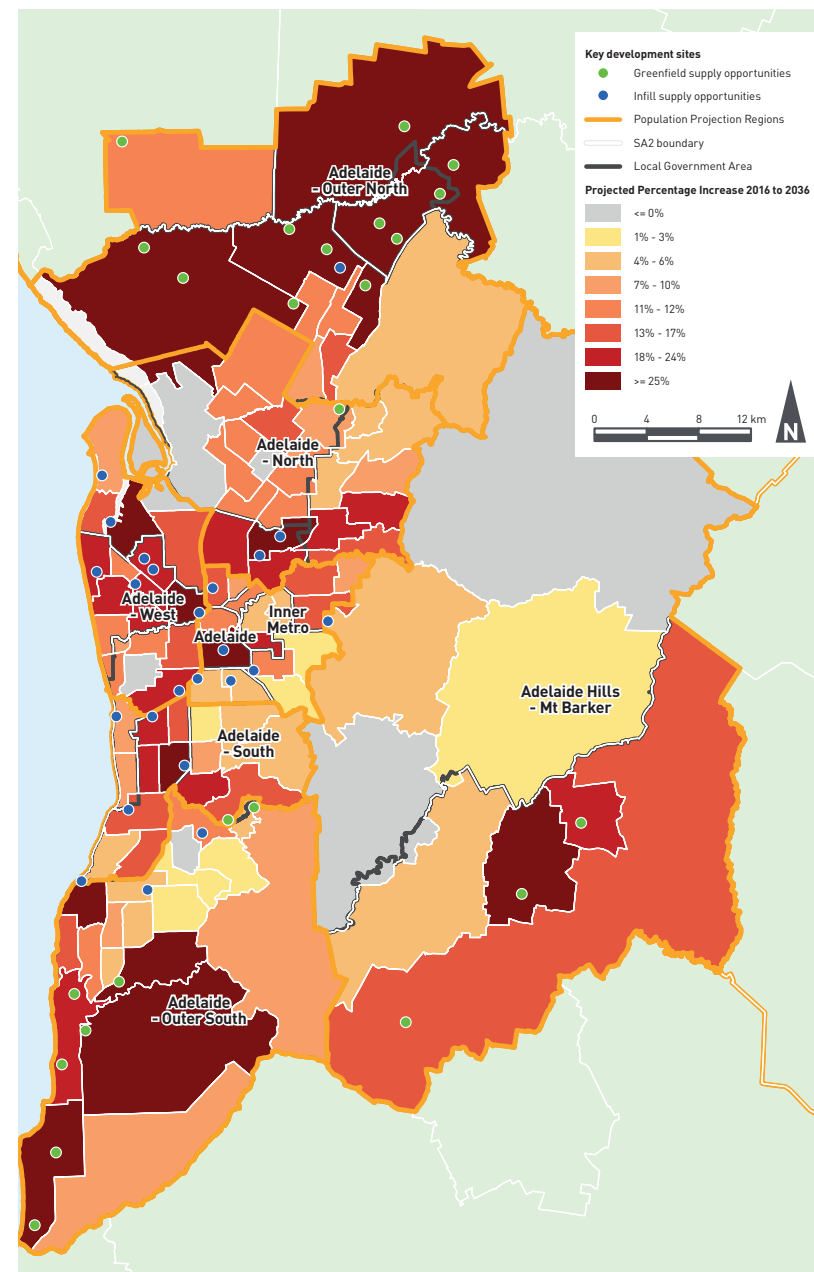 Key development sites
Greenfield supply opportunities
Infill supply opportunities
Population Projection Regions
SA2 boundary
Local Government Area
Projected Percentage Increase 2016 to 2036
<= 0%
1% - 3%
4% - 6%
7% - 10%
11% - 12%
13% - 17%
18% - 24%
>= 25%
0 4 8 12 km
N
Adelaide
- Outer North
Adelaide
- North
Adelaide
- West
Inner
Metro
Adelaide
Adelaide Hills
- Mt Barker
Adelaide
- South
Adelaide
- Outer South